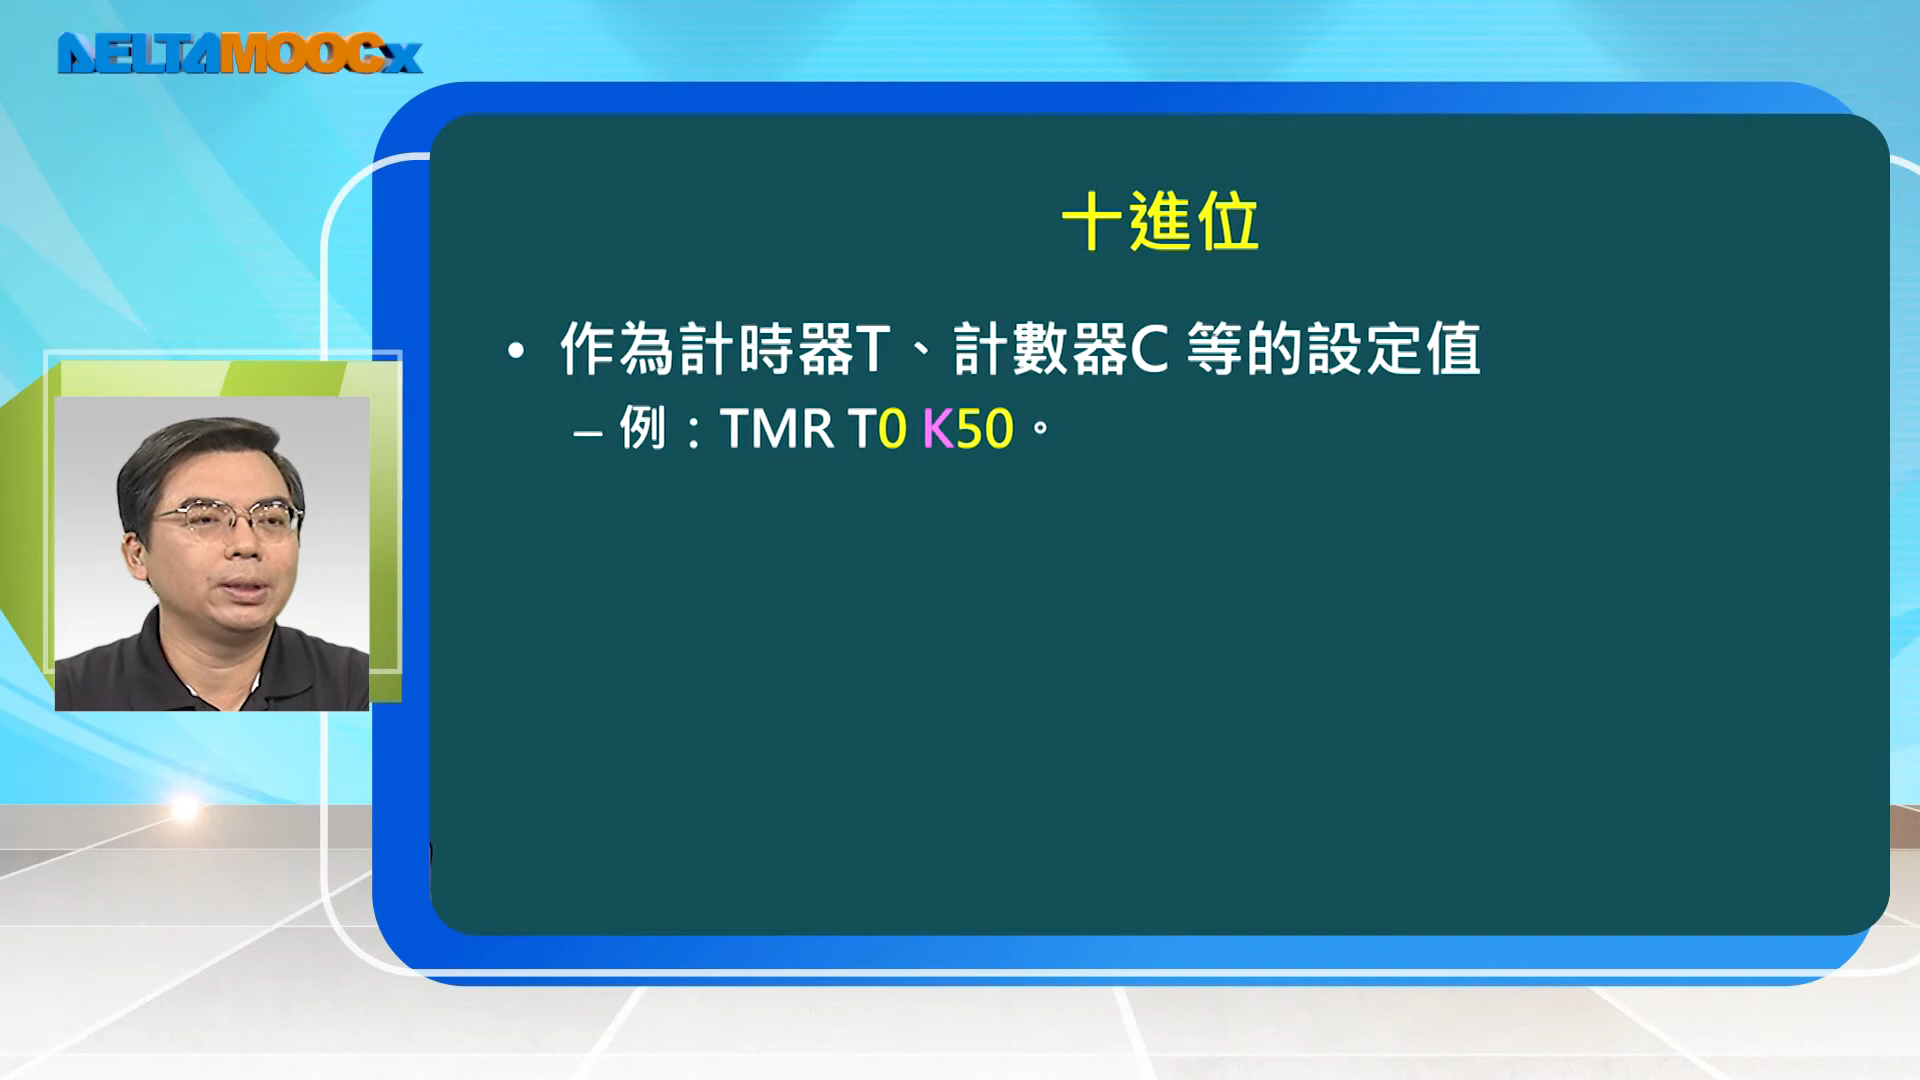 DELTAMOOCx
十進位
• 作為計時器T、計數器C 等的設定值
– 例：TMR T0 K50。